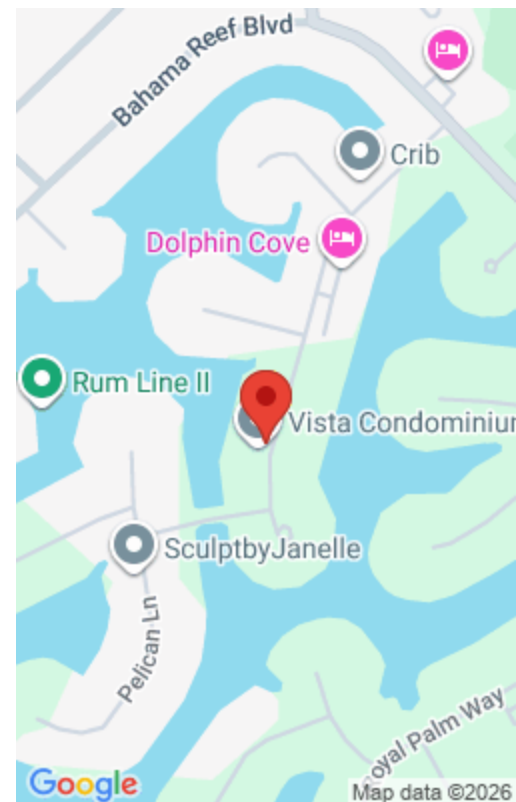 Bahama Reef Blvd
Crib
Dolphin Cove
Rum Line II
Vista Condominiu
SculptbyJanelle
Pelican Ln
oyal Palm Way
Google
Map data ©2026